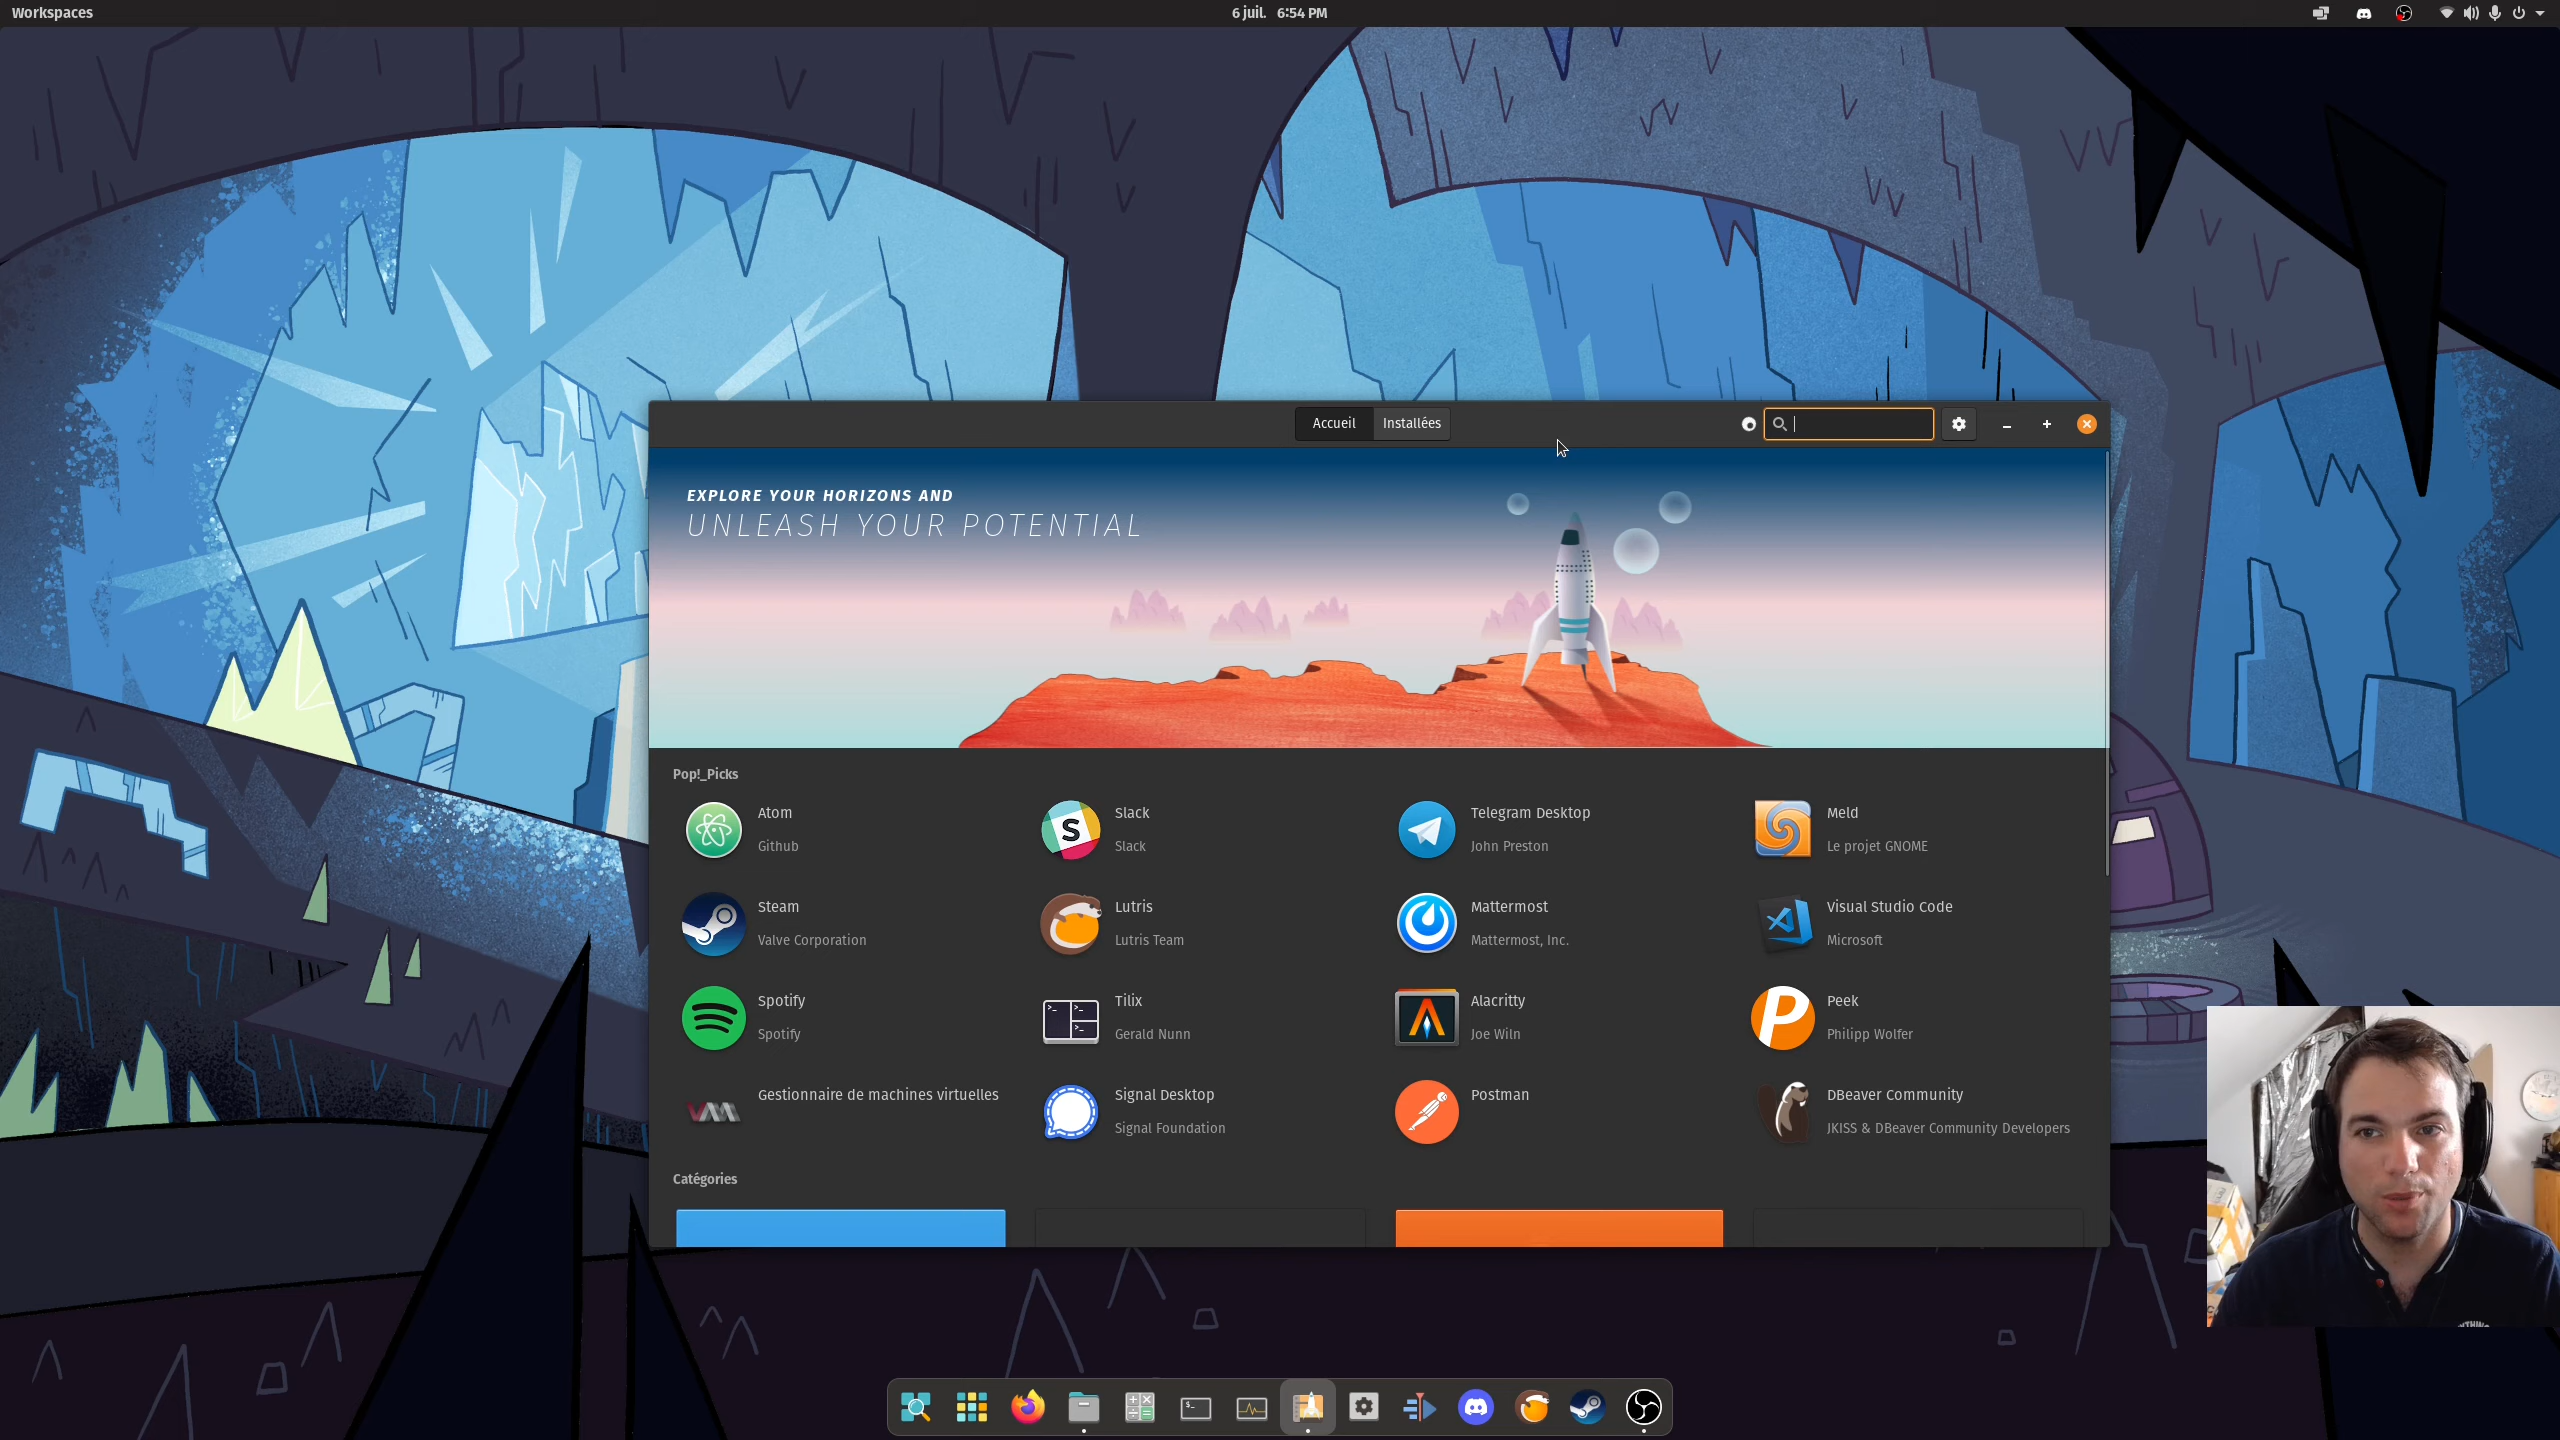 Workspaces
6 juil. 6:54 PM
Accueil
Installées
EXPLORE YOUR HORIZONS AND
UNLEASH YOUR POTENTIAL
Pop!_Picks
Atom
Github
Slack
Slack
Telegram Desktop
John Preston
Meld
Le projet GNOME
Steam
Valve Corporation
Lutris
Lutris Team
Mattermost
Mattermost, Inc.
Visual Studio Code
Microsoft
Spotify
Spotify
Tilix
Gerald Nunn
Alacritty
Joe Wiln
Peek
Philipp Wolfer
Gestionnaire de machines virtuelles
Signal Desktop
Signal Foundation
Postman
DBeaver Community
JKISS & DBeaver Community Developers
Catégories